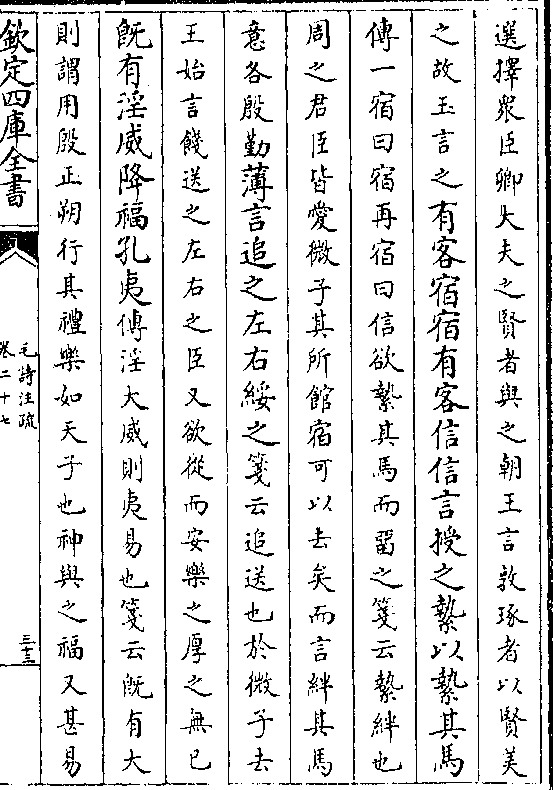 選擇衆臣卿大夫之賢者與之朝王言敦琢者以賢美
之故玉言之有客宿宿有客信信言授之縶以縶其馬
傳一宿曰宿再宿曰信欲縶其馬而留之箋云縶絆也
周之君臣皆愛微子其所館宿可以去矣而言絆其馬
意各殷勤薄言追之左右綏之箋云追送也於微子去
王始言餞送之左右之臣又欲從而安樂之厚之無已
旣有淫威降福孔夷傳淫大威則夷易也箋云旣有大
則謂用殷正朔行其禮樂如天子也神與之福又甚易
欽定四庫全書
毛詩注疏
卷二十七
三十三